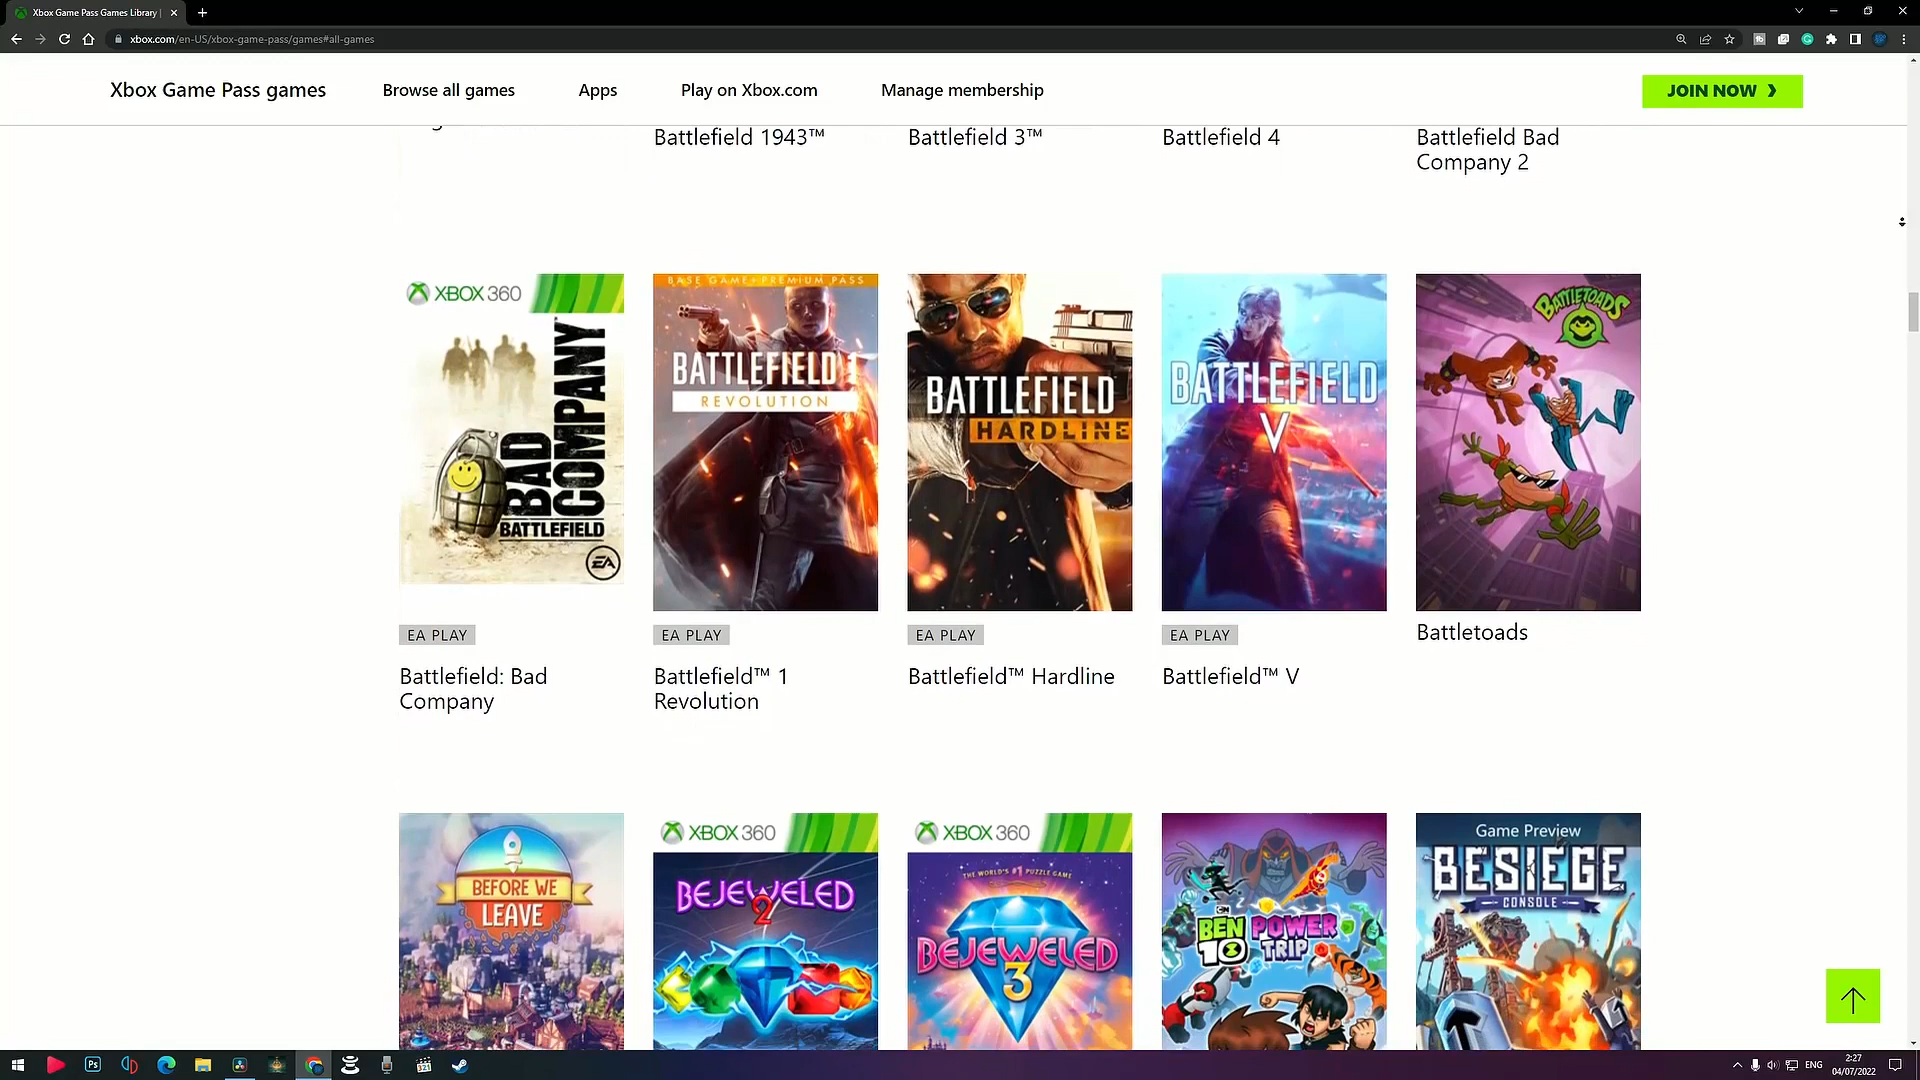 Xbox Game Pass Games Library |
xbox.com/en-US/xbox-game-pass/games#all-games
Xbox Game Pass games
Browse all games
Apps
Play on Xbox.com
Manage membership
JOIN NOW ❯
Battlefield 1943™
Battlefield 3™
Battlefield 4
Battlefield Bad
Company 2
XBOX 360
BAD
COMPANY
BATTLEFIELD
EA
BASE GAME+PREMIUM PASS
BATTLEFIELD 1
REVOLUTION
BATTLEFIELD
HARDLINE
BATTLEFIELD
V
BATTLETOADS
EA PLAY
EA PLAY
EA PLAY
EA PLAY
Battlefield: Bad
Company
Battlefield™ 1
Revolution
Battlefield™ Hardline
Battlefield™ V
Battletoads
BEFORE WE
LEAVE
XBOX 360
BEJEWELED
2
XBOX 360
THE WORLD'S #1 PUZZLE GAME
BEJEWELED
3
CN
BEN
10
POWER
TRIP
Game Preview
BESIEGE
CONSOLE
Ps
321
ENG
2:27
04/07/2022